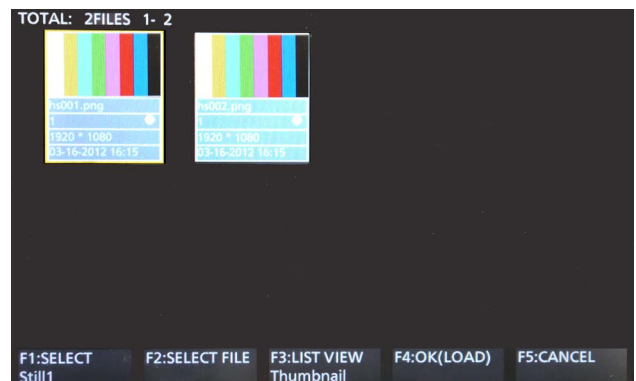 TOTAL: 2FILES 1- 2
hs001.png
1
1920 * 1080
03-16-2012 16:15
hs002.png
1
1920 * 1080
03-16-2012 16:15
F1:SELECT
Still1
F2:SELECT FILE
F3:LIST VIEW
Thumbnail
F4:OK(LOAD)
F5:CANCEL